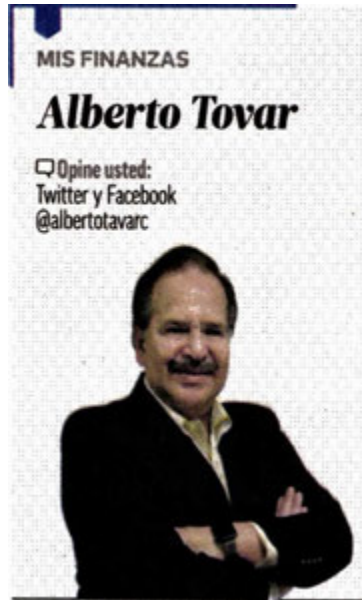 MIS FINANZAS
Alberto Tovar
Opine usted:
Twitter y Facebook
@albertotavarc